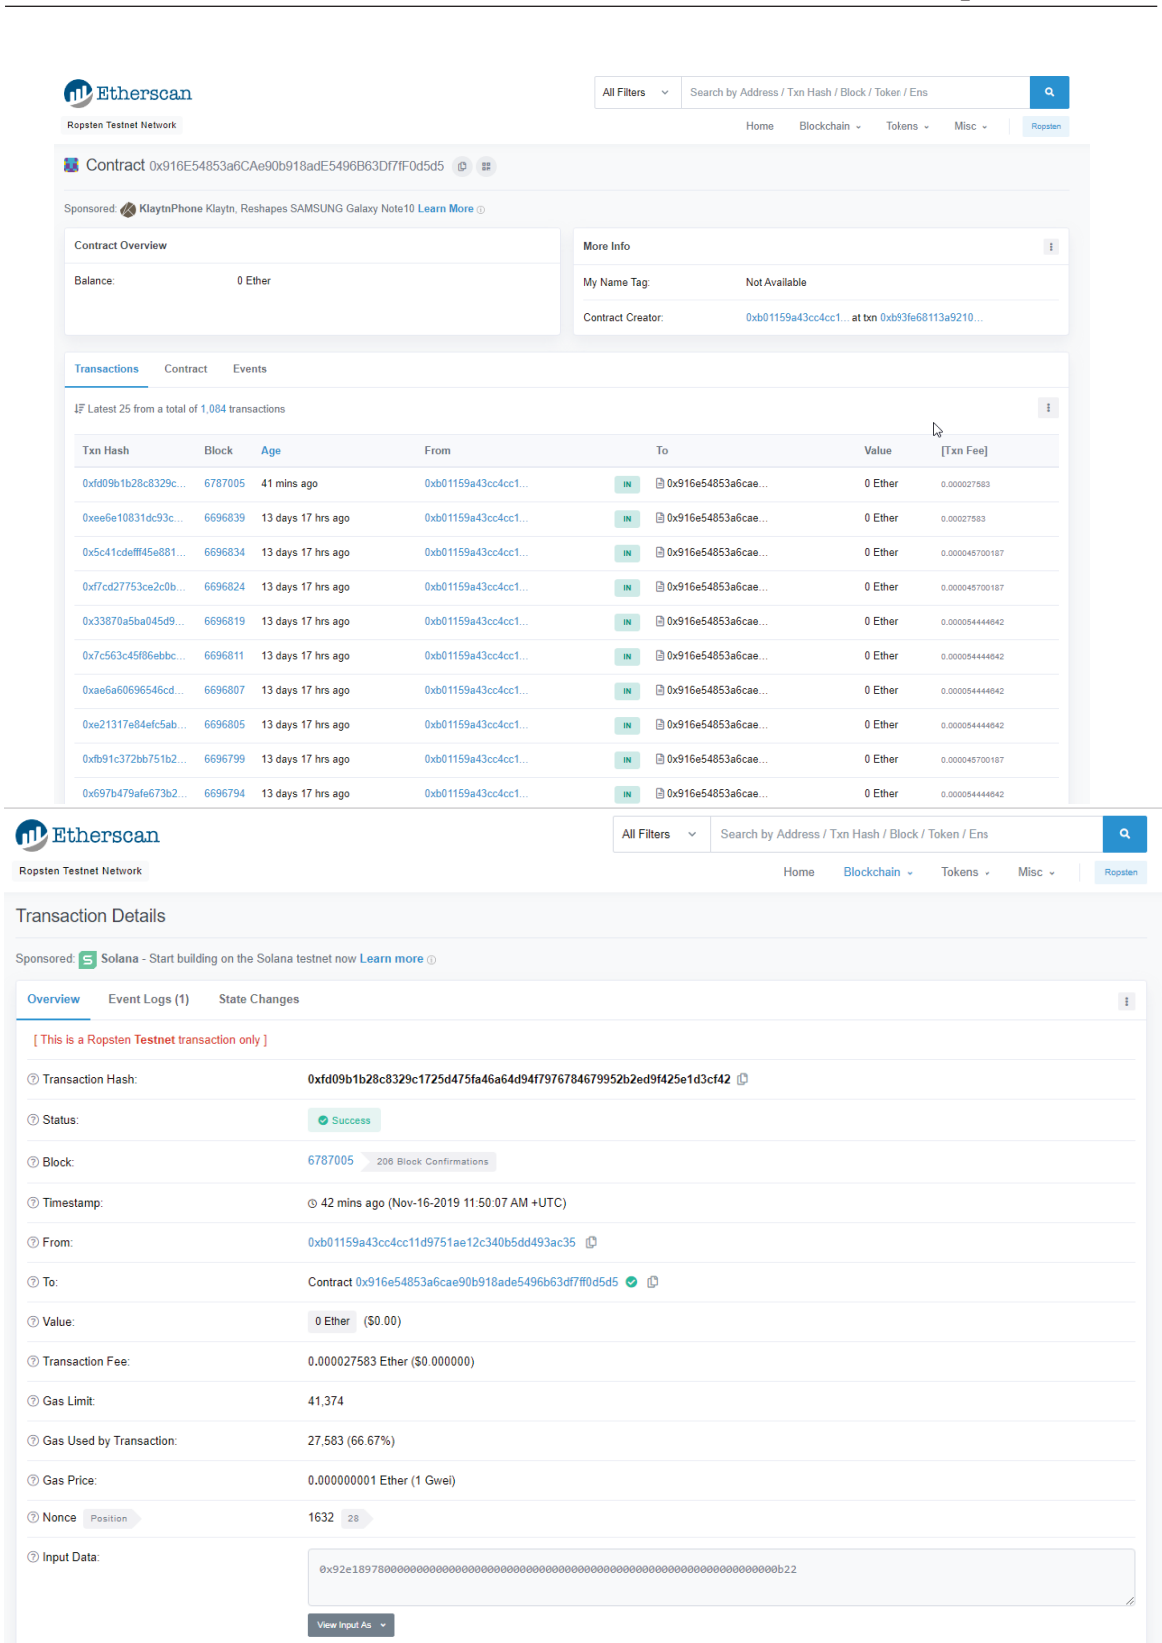 Etherscan
All Filters Search by Address / Txn Hash / Block / Token / Ens
Ropsten Testnet Network Home Blockchain Tokens Misc Ropsten
Contract 0x916E54853a6CAe90b918adE5496B63Df7fF0d5d5
Sponsored: KlaytnPhone Klaytn, Reshapes SAMSUNG Galaxy Note10 Learn More
Contract Overview
Balance: 0 Ether
More Info
My Name Tag: Not Available
Contract Creator: 0xb01159a43cc4cc1... at txn 0xb93fe68113a9210...
Transactions Contract Events
Latest 25 from a total of 1,084 transactions
Txn Hash Block Age From To Value [Txn Fee]
0xfd09b1b28c8329c... 6787005 41 mins ago 0xb01159a43cc4cc1... IN 0x916e54853a6cae... 0 Ether 0.000027583
0xee6e10831dc93c... 6696839 13 days 17 hrs ago 0xb01159a43cc4cc1... IN 0x916e54853a6cae... 0 Ether 0.00027583
0x5c41cdefff45e881... 6696834 13 days 17 hrs ago 0xb01159a43cc4cc1... IN 0x916e54853a6cae... 0 Ether 0.000045700187
0xf7cd27753ce2c0b... 6696824 13 days 17 hrs ago 0xb01159a43cc4cc1... IN 0x916e54853a6cae... 0 Ether 0.000045700187
0x33870a5ba045d9... 6696819 13 days 17 hrs ago 0xb01159a43cc4cc1... IN 0x916e54853a6cae... 0 Ether 0.000054444642
0x7c563c45f86ebbc... 6696811 13 days 17 hrs ago 0xb01159a43cc4cc1... IN 0x916e54853a6cae... 0 Ether 0.000054444642
0xae6a60696546cd... 6696807 13 days 17 hrs ago 0xb01159a43cc4cc1... IN 0x916e54853a6cae... 0 Ether 0.000054444642
0xe21317e84efc5ab... 6696805 13 days 17 hrs ago 0xb01159a43cc4cc1... IN 0x916e54853a6cae... 0 Ether 0.000054444642
0xfb91c372bb751b2... 6696799 13 days 17 hrs ago 0xb01159a43cc4cc1... IN 0x916e54853a6cae... 0 Ether 0.000045700187
0x697b479afe673b2... 6696794 13 days 17 hrs ago 0xb01159a43cc4cc1... IN 0x916e54853a6cae... 0 Ether 0.000054444642
Etherscan
All Filters Search by Address / Txn Hash / Block / Token / Ens
Ropsten Testnet Network Home Blockchain Tokens Misc Ropsten
Transaction Details
Sponsored: Solana - Start building on the Solana testnet now Learn more
Overview Event Logs (1) State Changes
[ This is a Ropsten Testnet transaction only ]
Transaction Hash: 0xfd09b1b28c8329c1725d475fa46a64d94f7976784679952b2ed9f425e1d3cf42
Status: Success
Block: 6787005 206 Block Confirmations
Timestamp: 42 mins ago (Nov-16-2019 11:50:07 AM +UTC)
From: 0xb01159a43cc4cc11d9751ae12c340b5dd493ac35
To: Contract 0x916e54853a6cae90b918ade5496b63df7ff0d5d5
Value: 0 Ether ($0.00)
Transaction Fee: 0.000027583 Ether ($0.000000)
Gas Limit: 41,374
Gas Used by Transaction: 27,583 (66.67%)
Gas Price: 0.000000001 Ether (1 Gwei)
Nonce Position 1632 28
Input Data: 0x92e189780000000000000000000000000000000000000000000000000000000000000b22
View Input As